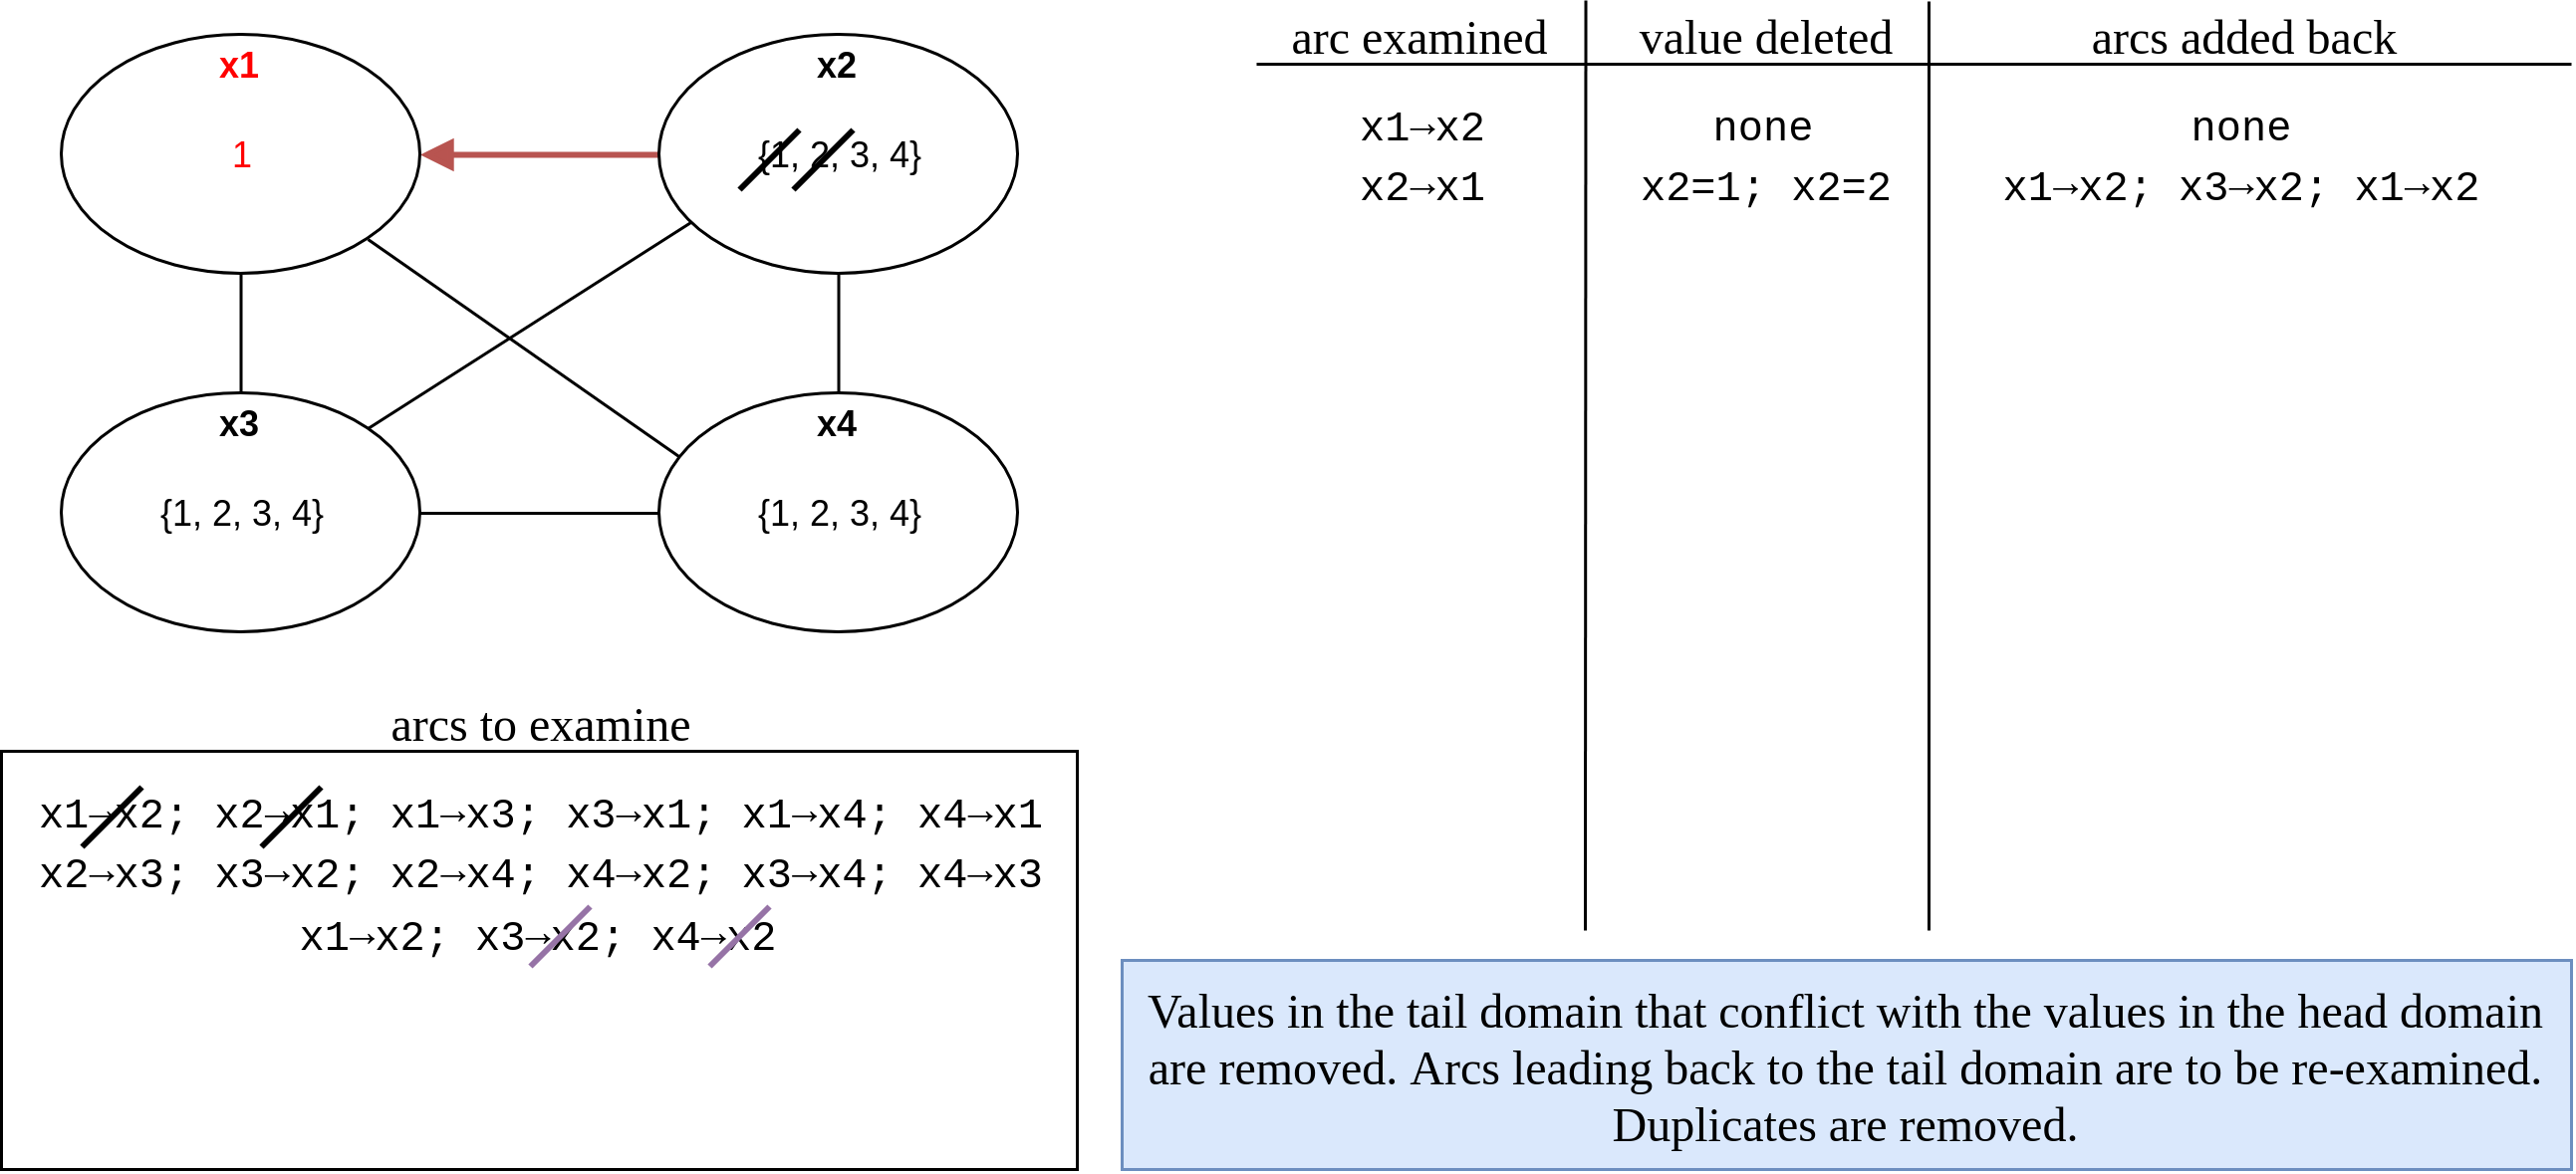 x1
1
x2
{1, 2, 3, 4}
x3
{1, 2, 3, 4}
x4
{1, 2, 3, 4}
arcs to examine
x1→x2; x2→x1; x1→x3; x3→x1; x1→x4; x4→x1
x2→x3; x3→x2; x2→x4; x4→x2; x3→x4; x4→x3
x1→x2; x3→x2; x4→x2
arc examined value deleted arcs added back
x1→x2 none none
x2→x1 x2=1; x2=2 x1→x2; x3→x2; x1→x2
Values in the tail domain that conflict with the values in the head domain
are removed. Arcs leading back to the tail domain are to be re-examined.
Duplicates are removed.